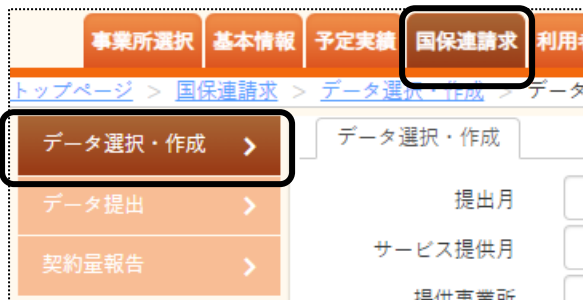 事業所選択 基本情報 予定実績 国保連請求 利用
トップページ > 国保連請求 > データ選択・作成 > データ
データ選択・作成
データ選択・作成
データ提出
提出月
サービス提供月
契約量報告
提供事業所